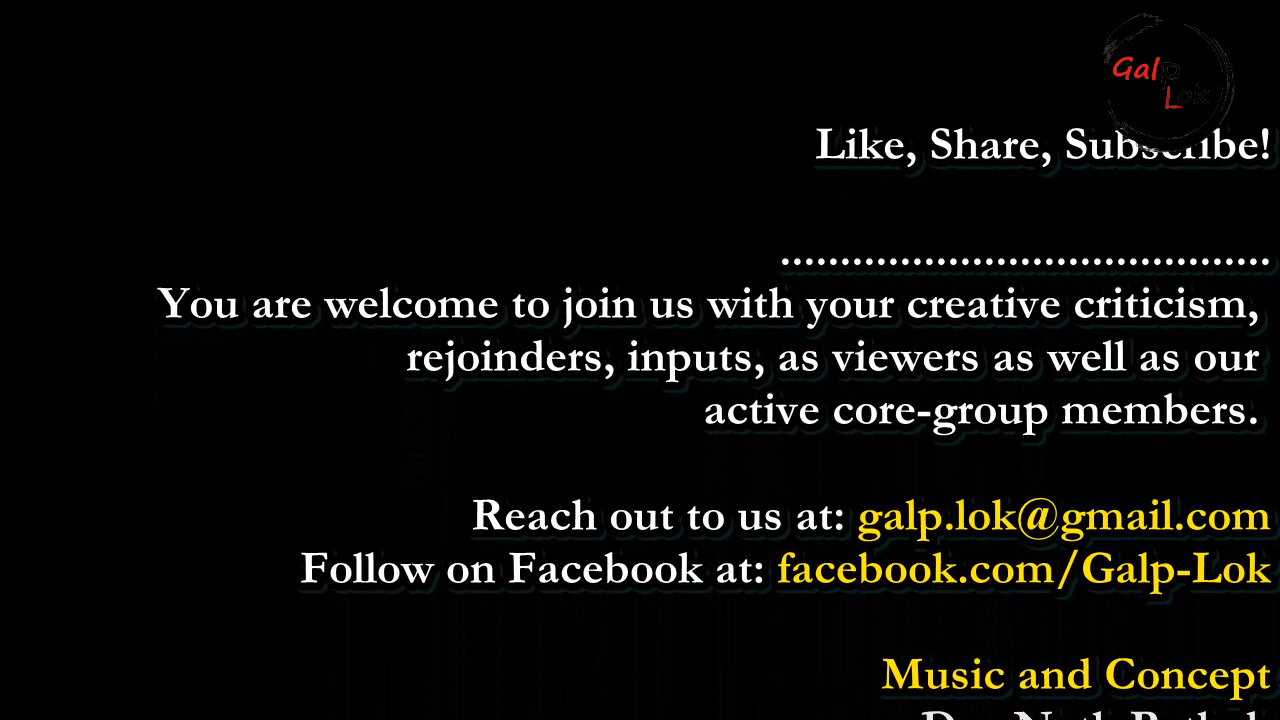 Galp
Lok
Like, Share, Subscribe!
.........................................
You are welcome to join us with your creative criticism,
rejoinders, inputs, as viewers as well as our
active core-group members.
Reach out to us at: galp.lok@gmail.com
Follow on Facebook at: facebook.com/Galp-Lok
Music and Concept